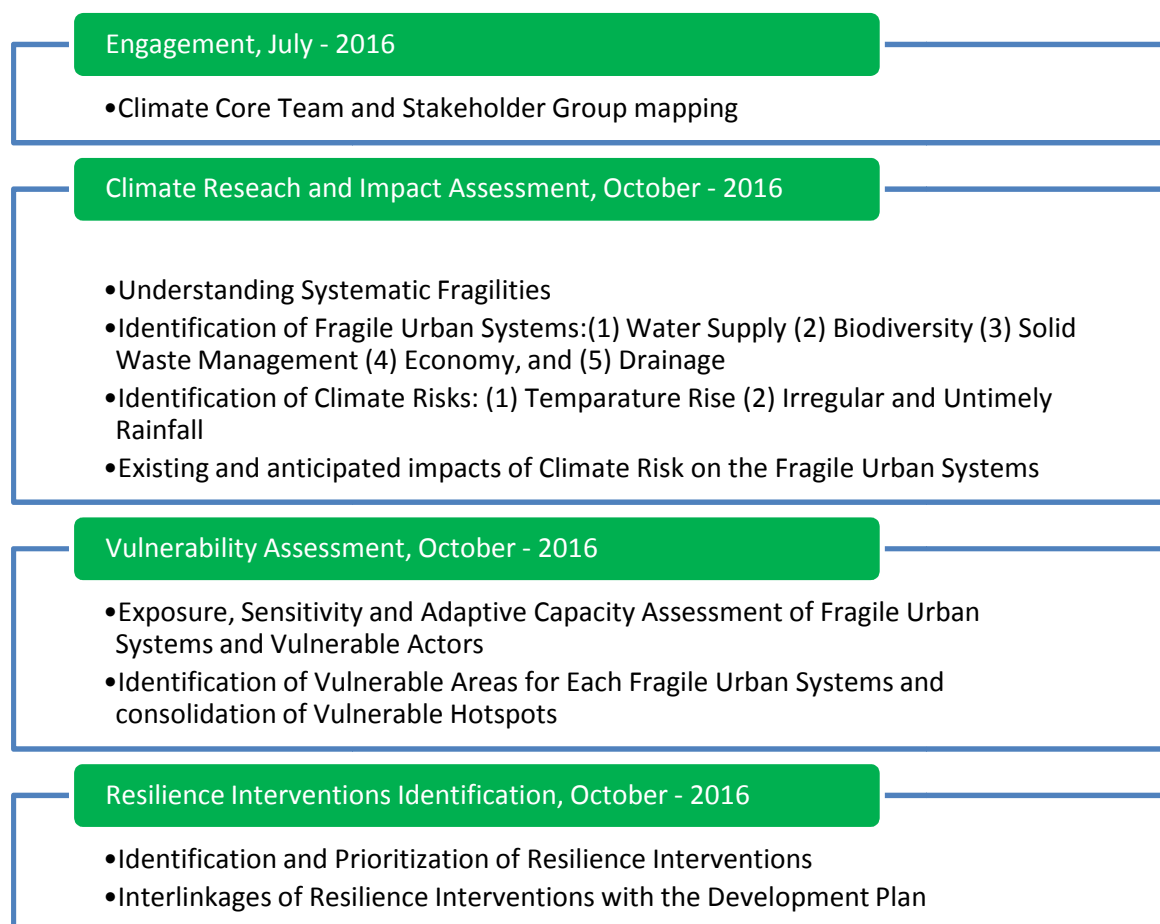 Engagement, July - 2016
•Climate Core Team and Stakeholder Group mapping
Climate Reseach and Impact Assessment, October - 2016
•Understanding Systematic Fragilities
•Identification of Fragile Urban Systems:(1) Water Supply (2) Biodiversity (3) Solid
Waste Management (4) Economy, and (5) Drainage
•Identification of Climate Risks: (1) Temparature Rise (2) Irregular and Untimely
Rainfall
•Existing and anticipated impacts of Climate Risk on the Fragile Urban Systems
Vulnerability Assessment, October - 2016
•Exposure, Sensitivity and Adaptive Capacity Assessment of Fragile Urban
Systems and Vulnerable Actors
•Identification of Vulnerable Areas for Each Fragile Urban Systems and
consolidation of Vulnerable Hotspots
Resilience Interventions Identification, October - 2016
•Identification and Prioritization of Resilience Interventions
•Interlinkages of Resilience Interventions with the Development Plan